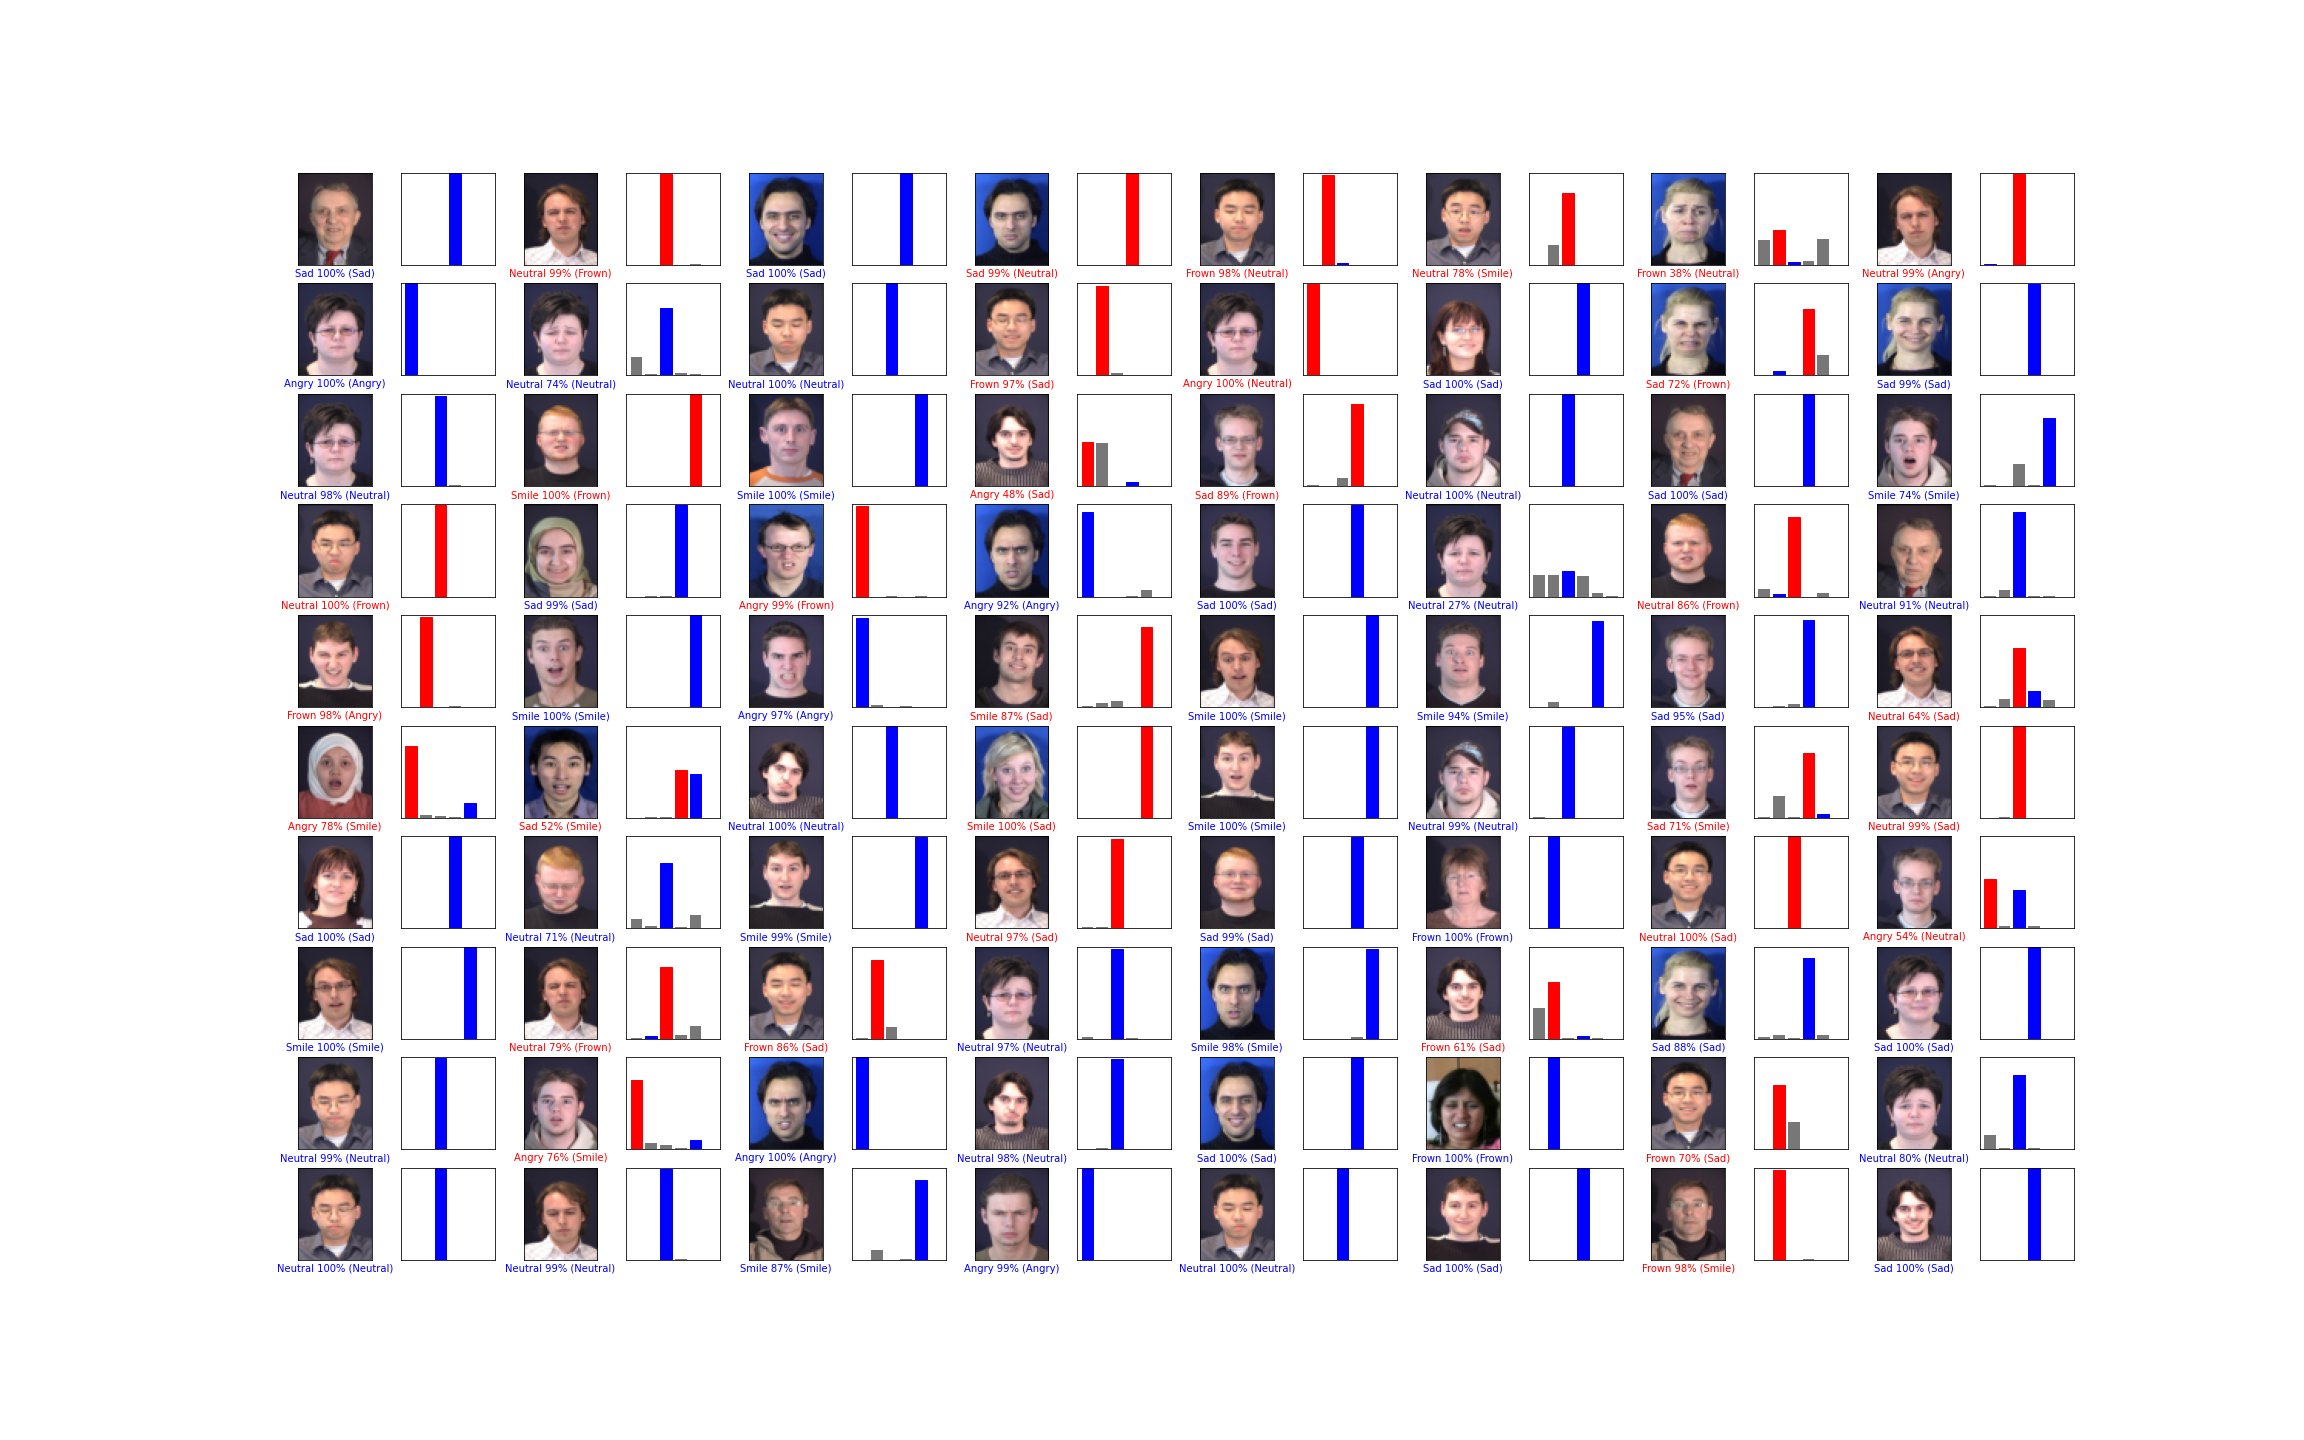 Sad 100% (Sad)
Neutral 99% (Frown)
Sad 100% (Sad)
Sad 99% (Neutral)
Frown 98% (Neutral)
Neutral 78% (Smile)
Frown 38% (Neutral)
Neutral 99% (Angry)
Angry 100% (Angry)
Neutral 74% (Neutral)
Neutral 100% (Neutral)
Frown 97% (Sad)
Angry 100% (Neutral)
Sad 100% (Sad)
Sad 72% (Frown)
Sad 99% (Sad)
Neutral 98% (Neutral)
Smile 100% (Frown)
Smile 100% (Smile)
Angry 48% (Sad)
Sad 89% (Frown)
Neutral 100% (Neutral)
Sad 100% (Sad)
Smile 74% (Smile)
Neutral 100% (Frown)
Sad 99% (Sad)
Angry 99% (Frown)
Angry 92% (Angry)
Sad 100% (Sad)
Neutral 27% (Neutral)
Neutral 86% (Frown)
Neutral 91% (Neutral)
Frown 98% (Angry)
Smile 100% (Smile)
Angry 97% (Angry)
Smile 87% (Sad)
Smile 100% (Smile)
Smile 94% (Smile)
Sad 95% (Sad)
Neutral 64% (Sad)
Angry 78% (Smile)
Sad 52% (Smile)
Neutral 100% (Neutral)
Smile 100% (Sad)
Smile 100% (Smile)
Neutral 99% (Neutral)
Sad 71% (Smile)
Neutral 99% (Sad)
Sad 100% (Sad)
Neutral 71% (Neutral)
Smile 99% (Smile)
Neutral 97% (Sad)
Sad 99% (Sad)
Frown 100% (Frown)
Neutral 100% (Sad)
Angry 54% (Neutral)
Smile 100% (Smile)
Neutral 79% (Frown)
Frown 86% (Sad)
Neutral 97% (Neutral)
Smile 98% (Smile)
Frown 61% (Sad)
Sad 88% (Sad)
Sad 100% (Sad)
Neutral 99% (Neutral)
Angry 76% (Smile)
Angry 100% (Angry)
Neutral 98% (Neutral)
Sad 100% (Sad)
Frown 100% (Frown)
Frown 70% (Sad)
Neutral 80% (Neutral)
Neutral 100% (Neutral)
Neutral 99% (Neutral)
Smile 87% (Smile)
Angry 99% (Angry)
Neutral 100% (Neutral)
Sad 100% (Sad)
Frown 98% (Smile)
Sad 100% (Sad)